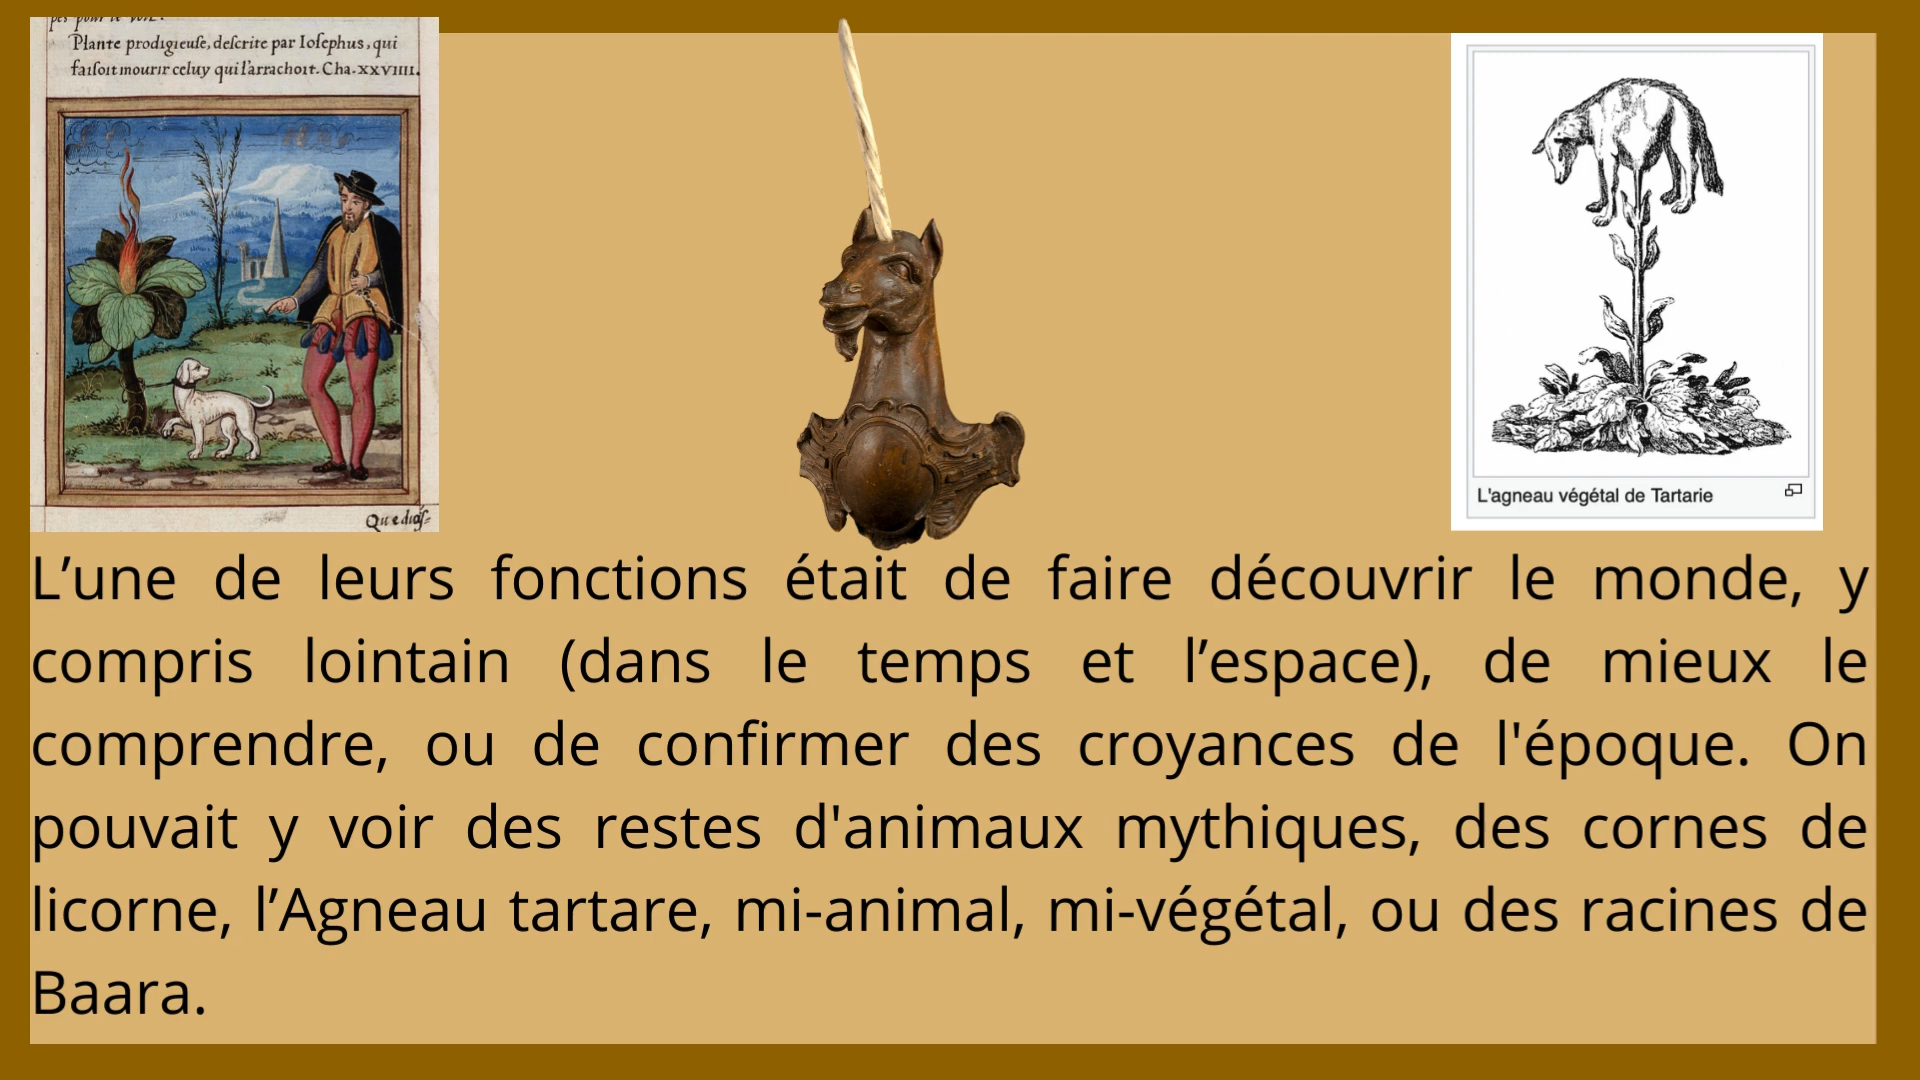 Plante prodigieuſe, deſcrite par Ioſephus, qui
faiſoit mourir celuy qui l'arrachoit. Cha. XXVIIII.
L'agneau végétal de Tartarie
L’une de leurs fonctions était de faire découvrir le monde, y
compris lointain (dans le temps et l’espace), de mieux le
comprendre, ou de confirmer des croyances de l'époque. On
pouvait y voir des restes d'animaux mythiques, des cornes de
licorne, l’Agneau tartare, mi-animal, mi-végétal, ou des racines de
Baara.